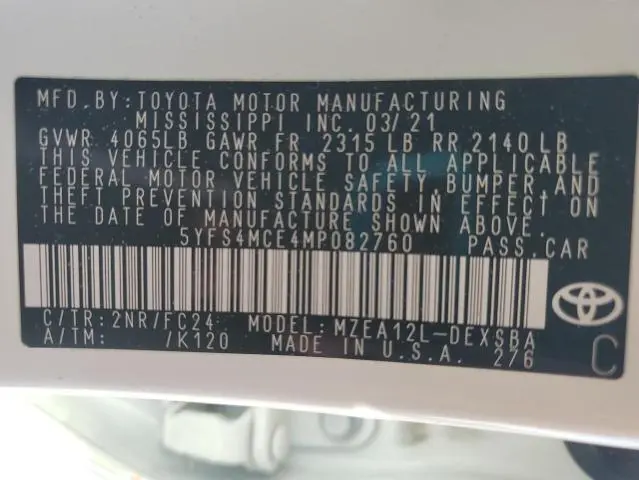 MFD. BY: TOYOTA MOTOR MANUFACTURING
MISSISSIPPI INC. 03/21
GVWR 4065LB GAWR FR 2315 LB RR 2140 LB
THIS VEHICLE CONFORMS TO ALL APPLICABLE
FEDERAL MOTOR VEHICLE SAFETY, BUMPER, AND
THEFT PREVENTION STANDARDS IN EFFECT ON
THE DATE OF MANUFACTURE SHOWN ABOVE.
5YFS4MCE4MP082760 PASS.CAR
C/TR: 2NR/FC24 MODEL: MZEA12L-DEXSBA
A/TM: /K120 MADE IN U.S.A. 276
C